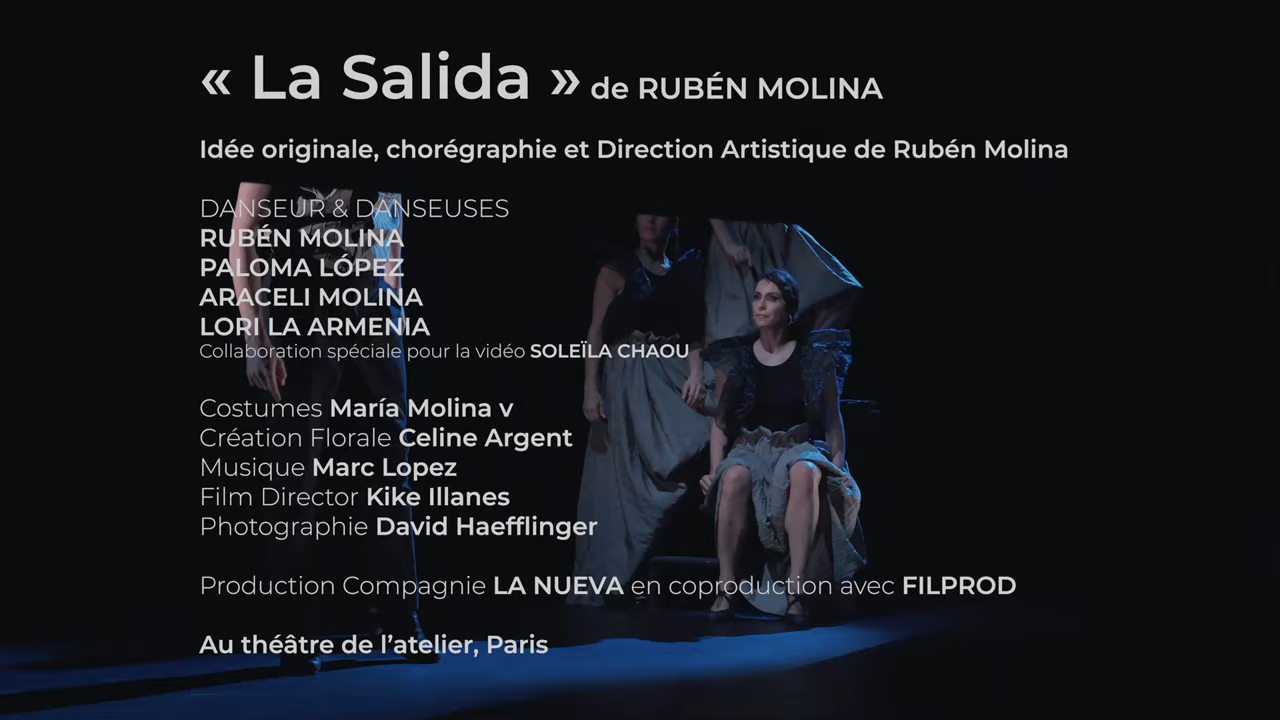 « La Salida » de RUBÉN MOLINA
Idée originale, chorégraphie et Direction Artistique de Rubén Molina
DANSEUR & DANSEUSES
RUBÉN MOLINA
PALOMA LÓPEZ
ARACELI MOLINA
LORI LA ARMENIA
Collaboration spéciale pour la vidéo SOLEÏLA CHAOU
Costumes María Molina v
Création Florale Celine Argent
Musique Marc Lopez
Film Director Kike Illanes
Photographie David Haefflinger
Production Compagnie LA NUEVA en coproduction avec FILPROD
Au théâtre de l’atelier, Paris